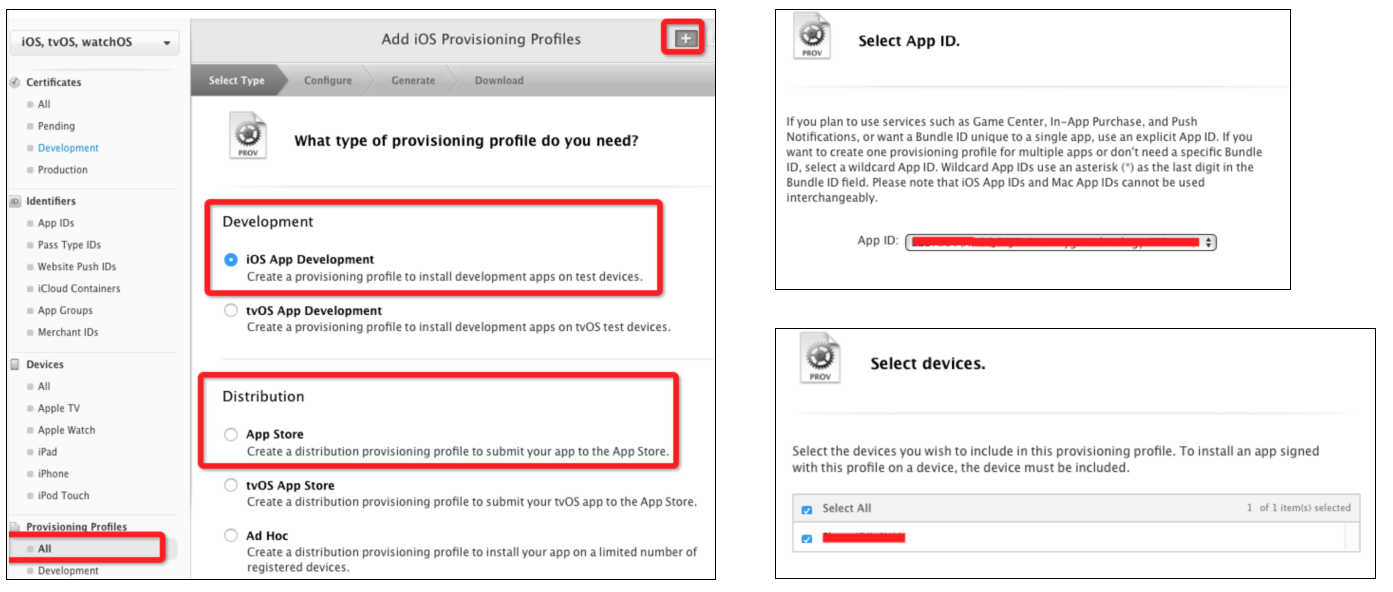 iOS, tvOS, watchOS
Certificates
All
Pending
Development
Production
Identifiers
App IDs
Pass Type IDs
Website Push IDs
iCloud Containers
App Groups
Merchant IDs
Devices
All
Apple TV
Apple Watch
iPad
iPhone
iPod Touch
Provisioning Profiles
All
Development
Add iOS Provisioning Profiles
Select Type Configure Generate Download
PROV
What type of provisioning profile do you need?
Development
iOS App Development
Create a provisioning profile to install development apps on test devices.
tvOS App Development
Create a provisioning profile to install development apps on tvOS test devices.
Distribution
App Store
Create a distribution provisioning profile to submit your app to the App Store.
tvOS App Store
Create a distribution provisioning profile to submit your tvOS app to the App Store.
Ad Hoc
Create a distribution provisioning profile to install your app on a limited number of
registered devices.
PROV
Select App ID.
If you plan to use services such as Game Center, In-App Purchase, and Push
Notifications, or want a Bundle ID unique to a single app, use an explicit App ID. If you
want to create one provisioning profile for multiple apps or don't need a specific Bundle
ID, select a wildcard App ID. Wildcard App IDs use an asterisk (*) as the last digit in the
Bundle ID field. Please note that iOS App IDs and Mac App IDs cannot be used
interchangeably.
App ID:
PROV
Select devices.
Select the devices you wish to include in this provisioning profile. To install an app signed
with this profile on a device, the device must be included.
Select All 1 of 1 item(s) selected